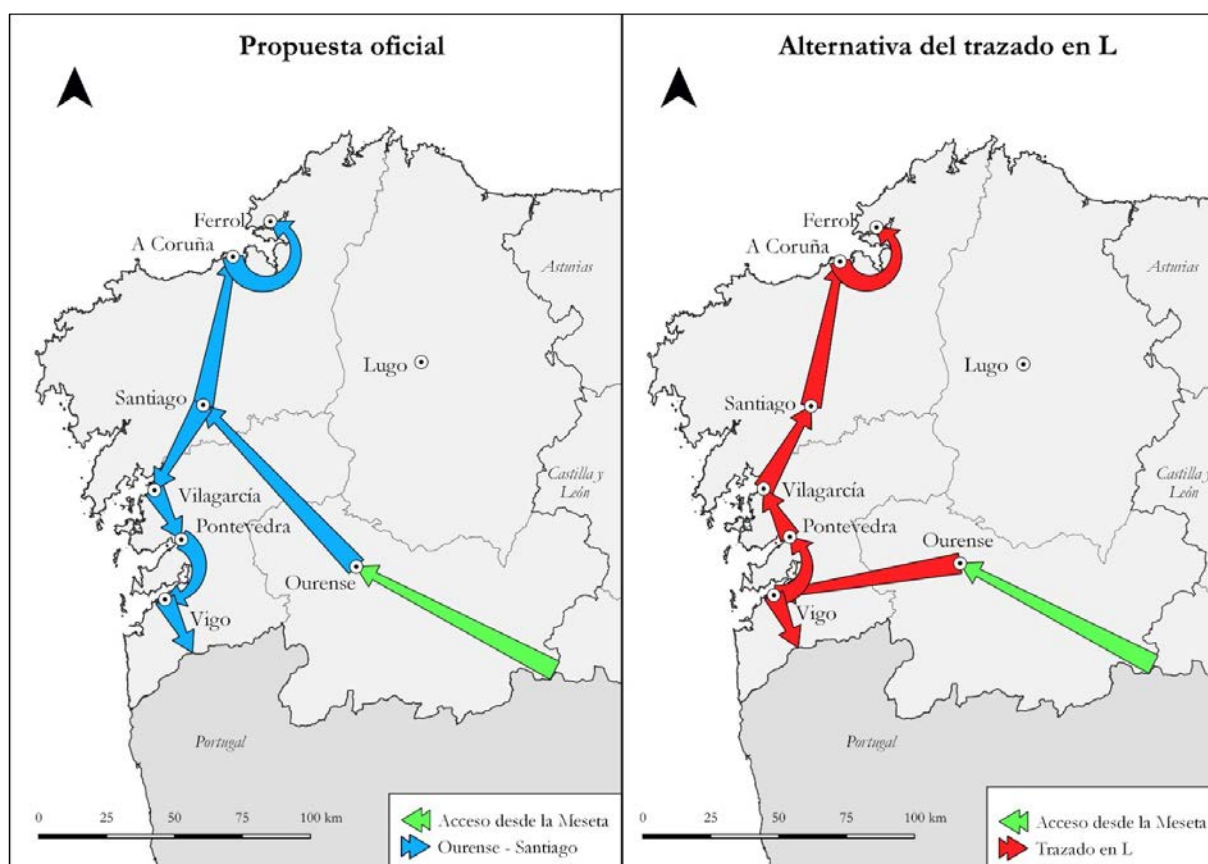 Propuesta oficial
Ferrol
A Coruña
Asturias
Lugo
Santiago
Castilla y
León
Vilagarcía
Pontevedra
Ourense
Vigo
Portugal
0 25 50 75 100 km
Acceso desde la Meseta
Ourense - Santiago
Alternativa del trazado en L
Ferrol
A Coruña
Asturias
Lugo
Santiago
Castilla y
León
Vilagarcía
Pontevedra
Ourense
Vigo
Portugal
0 25 50 75 100 km
Acceso desde la Meseta
Trazado en L